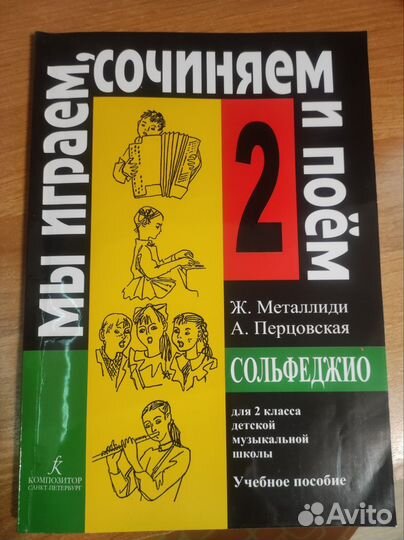 Мы играем,
сочиняем
и поём
2
Ж. Металлиди
А. Перцовская
СОЛЬФЕДЖИО
для 2 класса
детской
музыкальной
школы
Учебное пособие
КОМПОЗИТОР
САНКТ-ПЕТЕРБУРГ
Avito